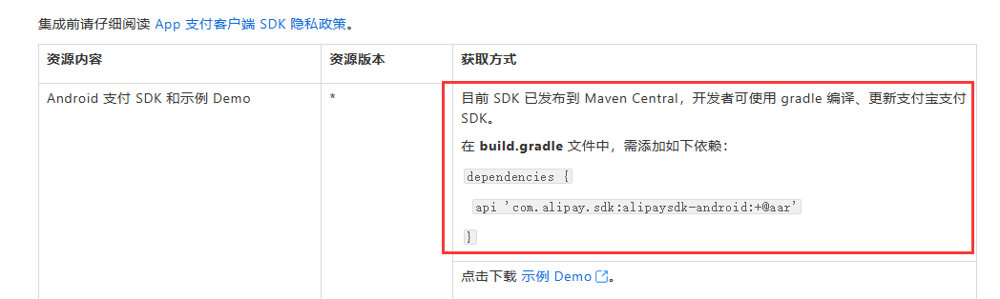 集成前请仔细阅读 App 支付客户端 SDK 隐私政策。
资源内容 资源版本 获取方式
Android 支付 SDK 和示例 Demo * 目前 SDK 已发布到 Maven Central，开发者可使用 gradle 编译、更新支付宝支付
SDK。
在 build.gradle 文件中，需添加如下依赖：
dependencies {
api 'com.alipay.sdk:alipaysdk-android:+@aar'
}
点击下载 示例 Demo。